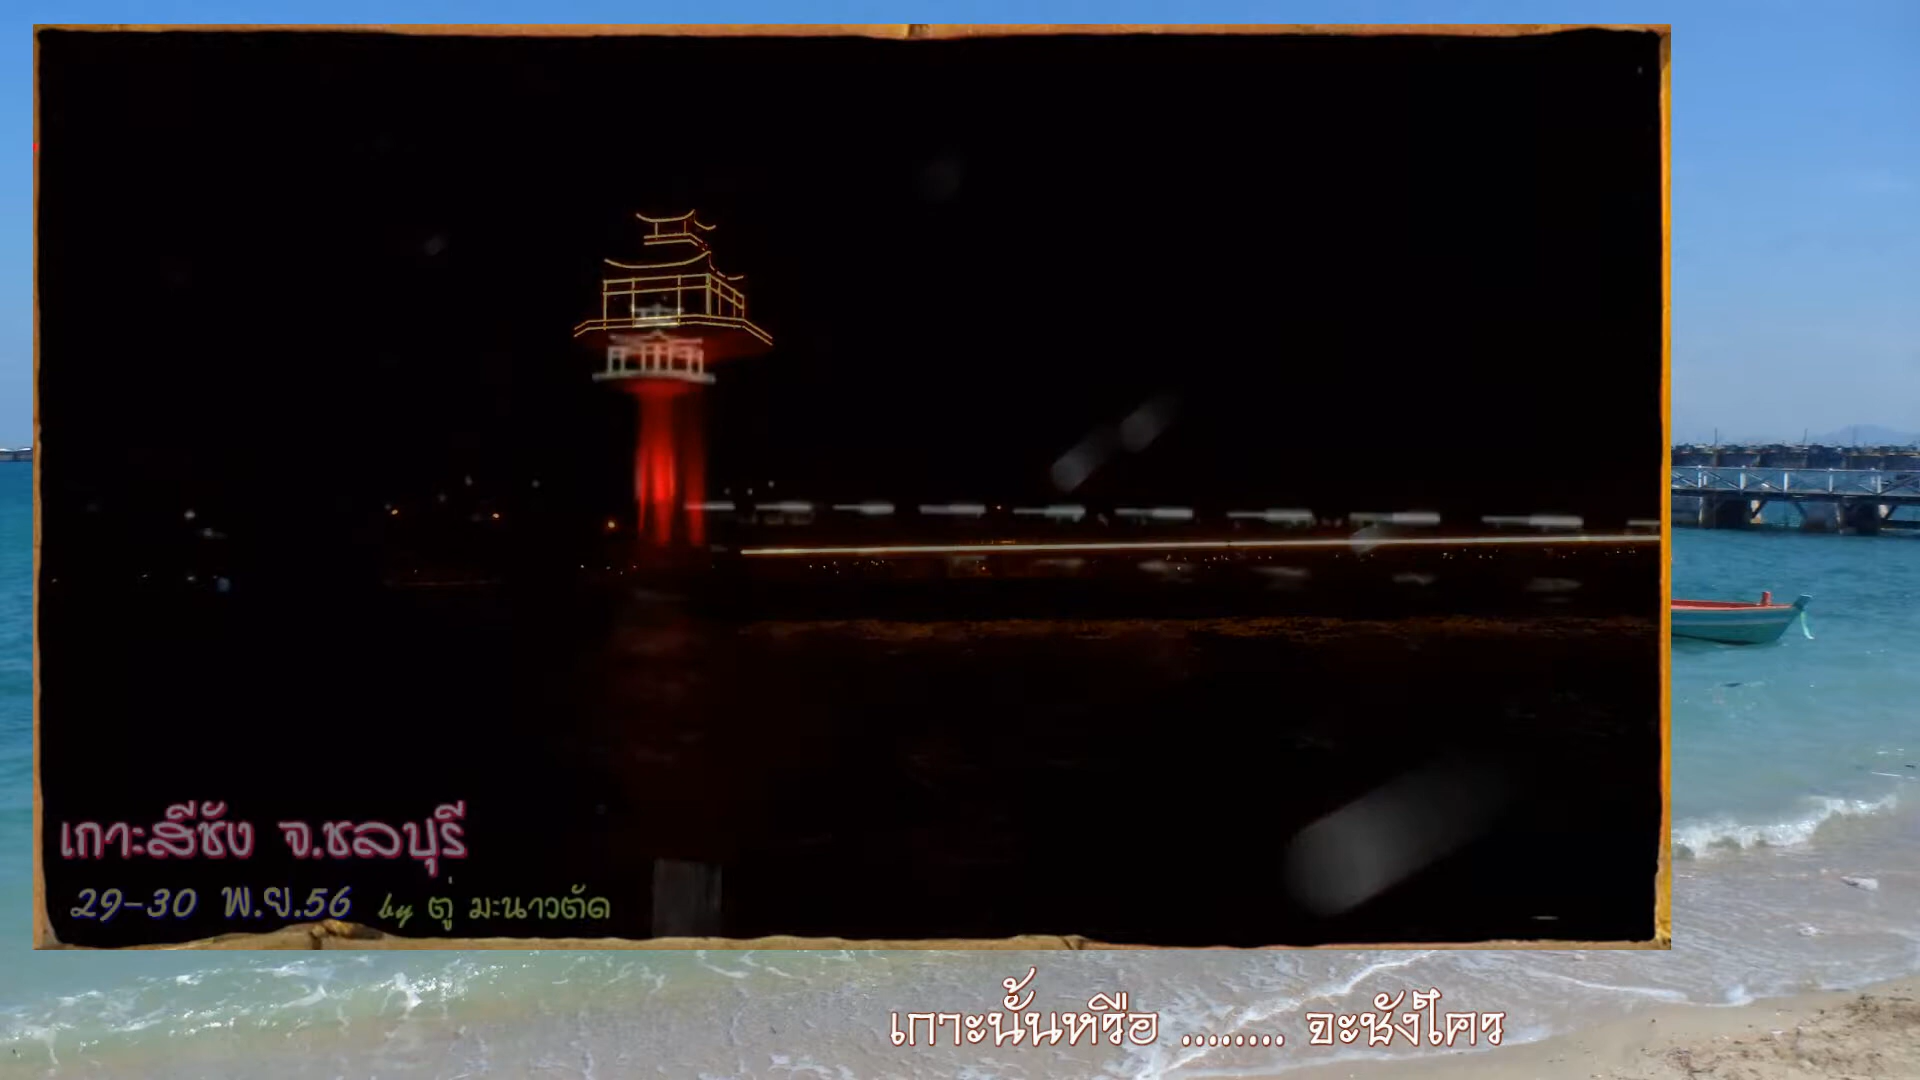 เกาะสีชัง จ.ชลบุรี
29-30 พ.ย.56 by ตู่ มะนาวตัด
เกาะนั้นหรือ ........ จะชังใคร